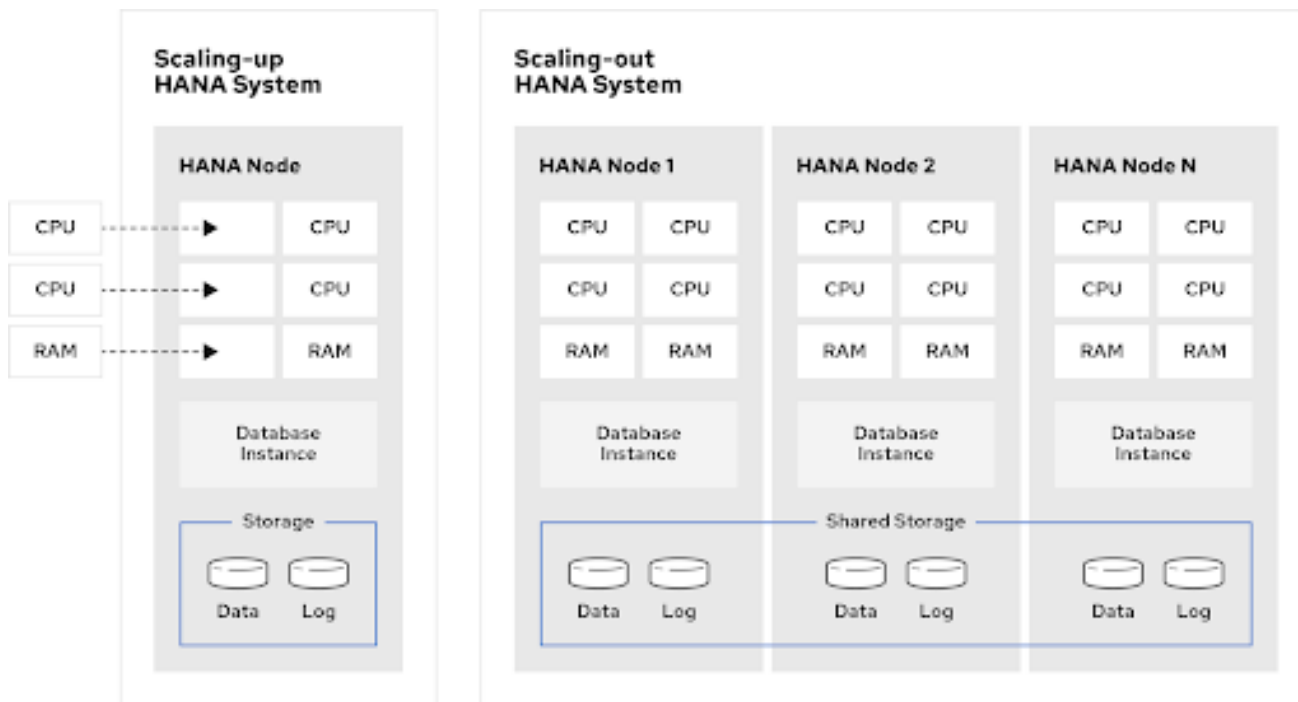 Scaling-up
HANA System
HANA Node
CPU
CPU
CPU
CPU
RAM
RAM
Database
Instance
Storage
Data Log
Scaling-out
HANA System
HANA Node 1
CPU CPU
CPU CPU
RAM RAM
Database
Instance
HANA Node 2
CPU CPU
CPU CPU
RAM RAM
Database
Instance
HANA Node N
CPU CPU
CPU CPU
RAM RAM
Database
Instance
Shared Storage
Data Log
Data Log
Data Log